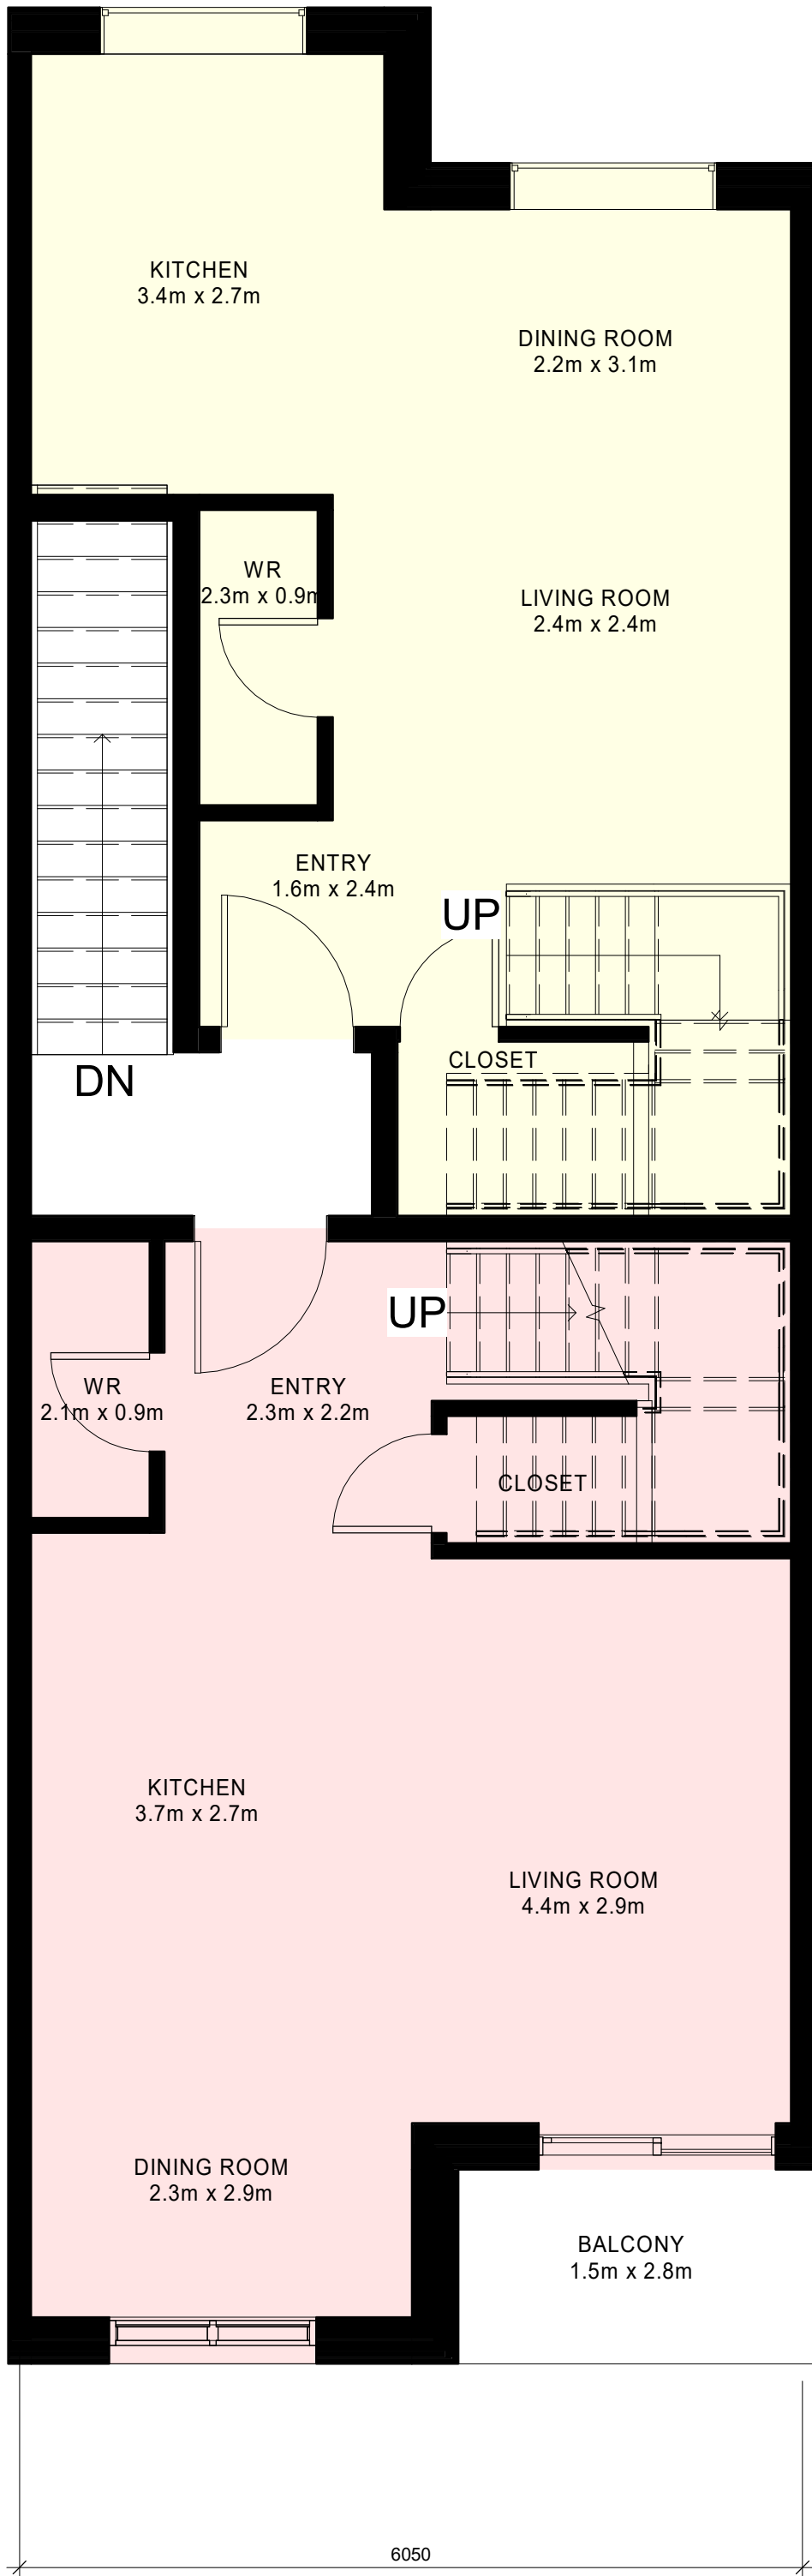 KITCHEN
3.4m x 2.7m
DINING ROOM
2.2m x 3.1m
WR
2.3m x 0.9m
LIVING ROOM
2.4m x 2.4m
ENTRY
1.6m x 2.4m
UP
CLOSET
DN
UP
WR
2.1m x 0.9m
ENTRY
2.3m x 2.2m
CLOSET
KITCHEN
3.7m x 2.7m
LIVING ROOM
4.4m x 2.9m
DINING ROOM
2.3m x 2.9m
BALCONY
1.5m x 2.8m
6050